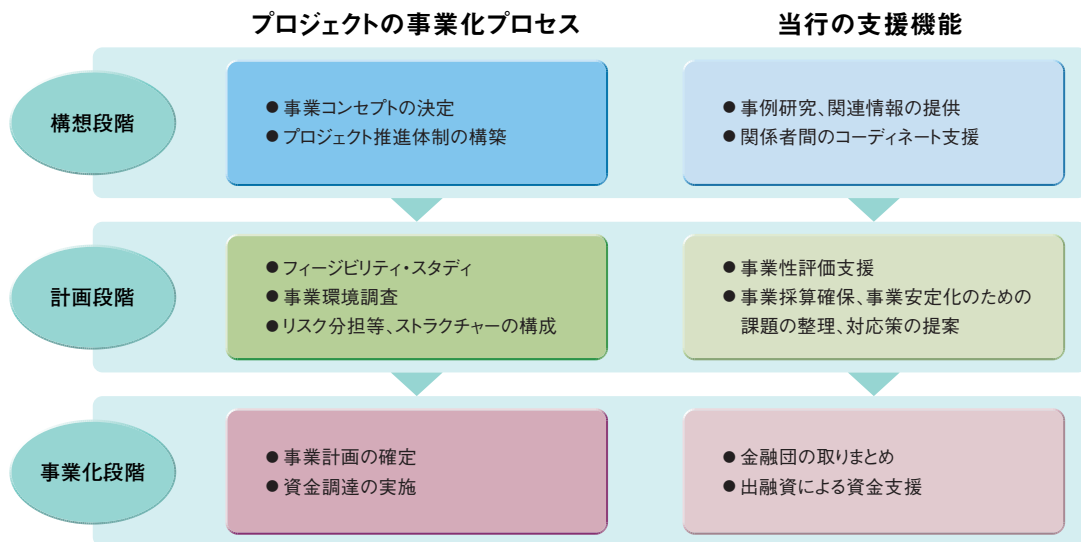 プロジェクトの事業化プロセス
当行の支援機能
構想段階
● 事業コンセプトの決定
● プロジェクト推進体制の構築
● 事例研究、関連情報の提供
● 関係者間のコーディネート支援
計画段階
● フィージビリティ・スタディ
● 事業環境調査
● リスク分担等、ストラクチャーの構成
● 事業性評価支援
● 事業採算確保、事業安定化のための
課題の整理、対応策の提案
事業化段階
● 事業計画の確定
● 資金調達の実施
● 金融団の取りまとめ
● 出融資による資金支援